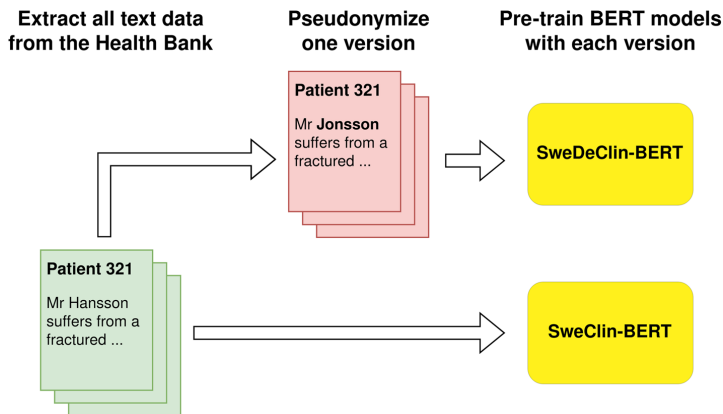 Extract all text data
from the Health Bank
Pseudonymize
one version
Pre-train BERT models
with each version
Patient 321
Mr Jonsson
suffers from a
fractured ...
SweDeClin-BERT
Patient 321
Mr Hansson
suffers from a
fractured ...
SweClin-BERT